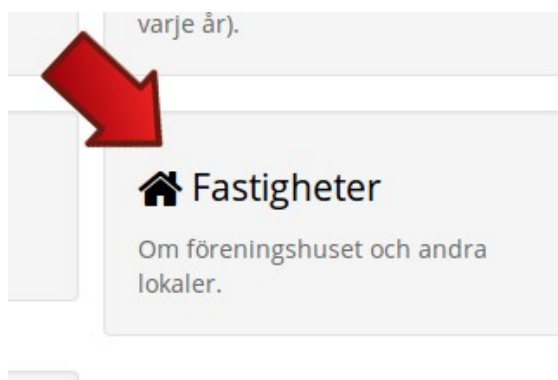 varje år).
Fastigheter
Om föreningshuset och andra
lokaler.